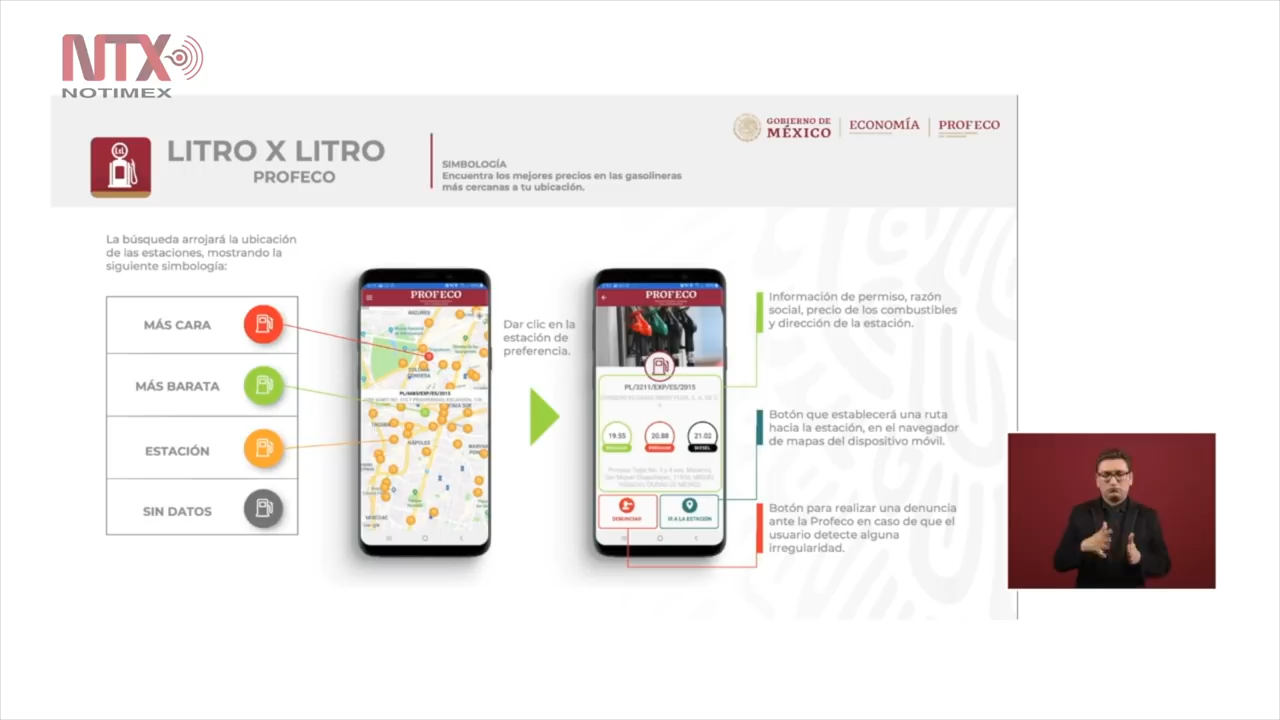 NTX
NOTIMEX
LITRO X LITRO
PROFECO
SIMBOLOGÍA
Encuentra los mejores precios en las gasolineras
más cercanas a tu ubicación.
GOBIERNO DE
MÉXICO
ECONOMÍA
PROFECO
La búsqueda arrojará la ubicación
de las estaciones, mostrando la
siguiente simbología:
MÁS CARA
MÁS BARATA
ESTACIÓN
SIN DATOS
PROFECO
NÁPOLES
Dar clic en la
estación de
preferencia.
PROFECO
PL/3211/EXP/ES/2015
19.55
20.88
21.02
DIESEL
DENUNCIAR
IR A LA ESTACIÓN
Información de permiso, razón
social, precio de los combustibles
y dirección de la estación.
Botón que establecerá una ruta
hacia la estación, en el navegador
de mapas del dispositivo móvil.
Botón para realizar una denuncia
ante la Profeco en caso de que el
usuario detecte alguna
irregularidad.